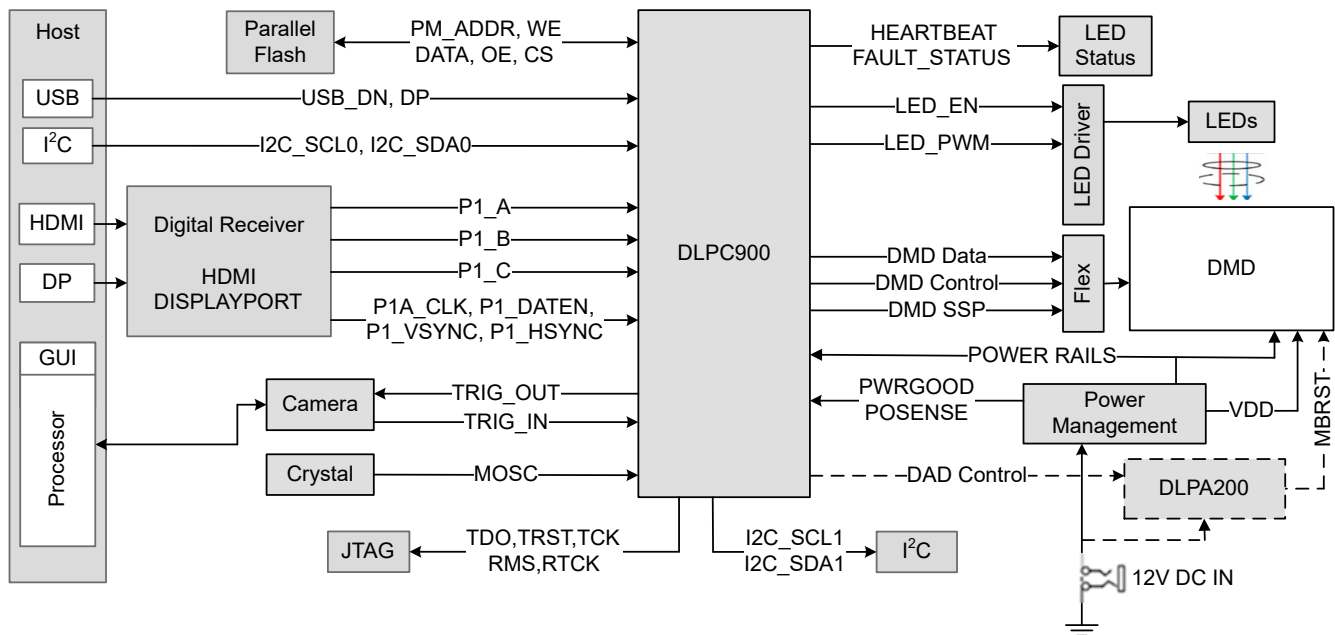 Host
USB
I²C
HDMI
DP
GUI
Processor
Parallel
Flash
PM_ADDR, WE
DATA, OE, CS
USB_DN, DP
I2C_SCL0, I2C_SDA0
Digital Receiver
HDMI
DISPLAYPORT
P1_A
P1_B
P1_C
P1A_CLK, P1_DATEN,
P1_VSYNC, P1_HSYNC
Camera
TRIG_OUT
TRIG_IN
Crystal
MOSC
JTAG
TDO,TRST,TCK
RMS,RTCK
DLPC900
I2C_SCL1
I2C_SDA1
I²C
HEARTBEAT
FAULT_STATUS
LED
Status
LED_EN
LED_PWM
LED Driver
LEDs
DMD Data
DMD Control
DMD SSP
Flex
DMD
POWER RAILS
PWRGOOD
POSENSE
Power
Management
VDD
MBRST
DAD Control
DLPA200
12V DC IN